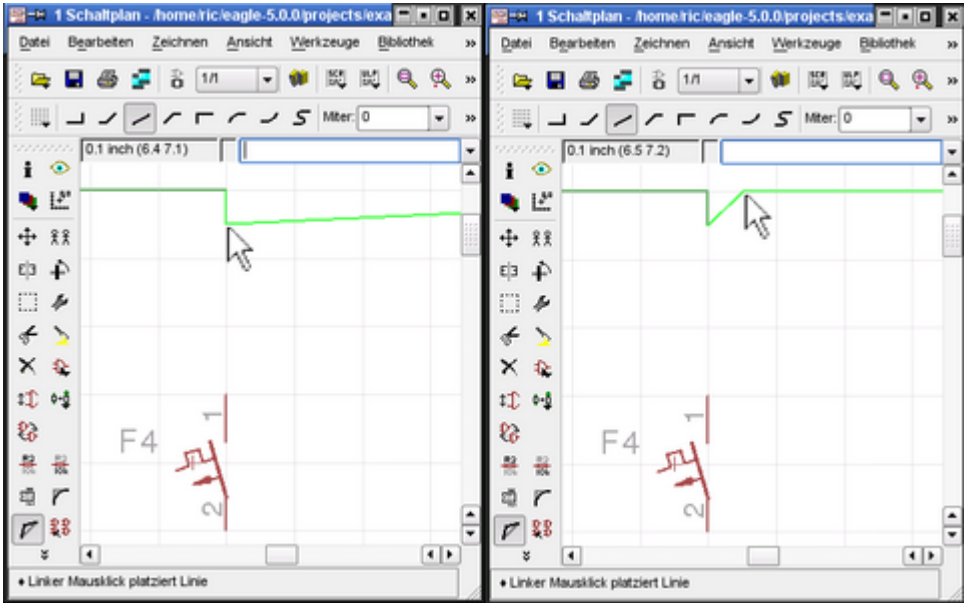 1 Schaltplan - /home/ric/eagle-5.0.0/projects/exa
Datei Bearbeiten Zeichnen Ansicht Werkzeuge Bibliothek »
1/1 »
Miter: 0 »
0.1 inch (6.4 7.1)
F4
1
2
♦ Linker Mausklick platziert Linie
1 Schaltplan - /home/ric/eagle-5.0.0/projects/exa
Datei Bearbeiten Zeichnen Ansicht Werkzeuge Bibliothek »
1/1 »
Miter: 0 »
0.1 inch (6.5 7.2)
F4
1
2
♦ Linker Mausklick platziert Linie